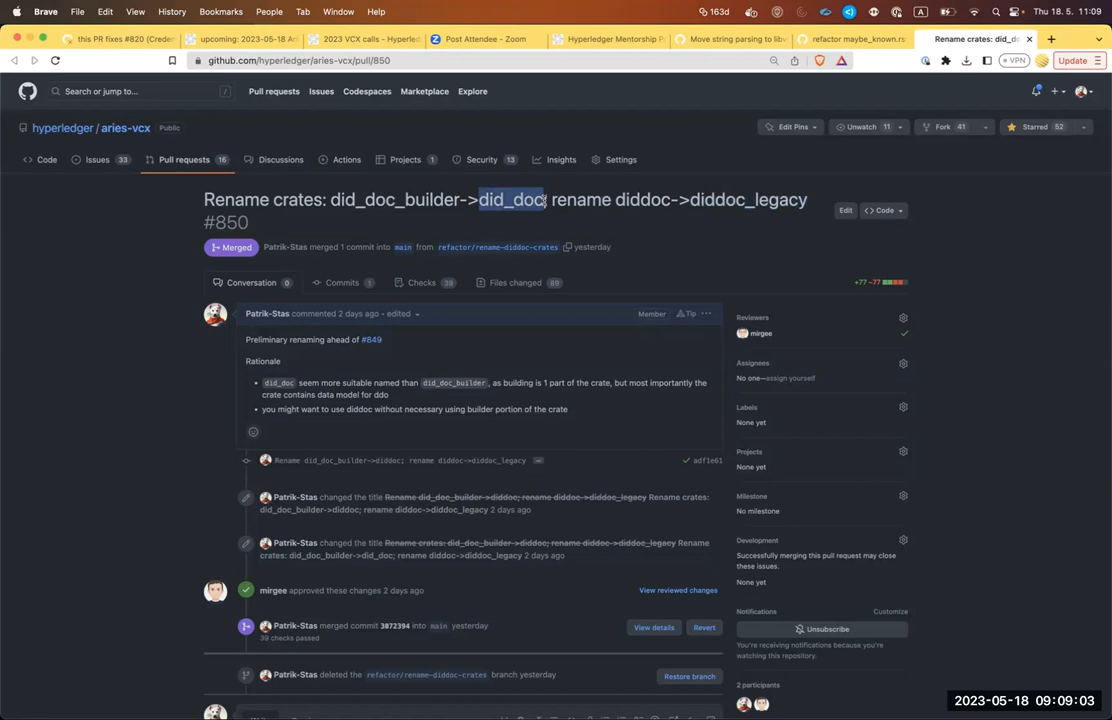 Brave File Edit View History Bookmarks People Tab Window Help 163d A Thu 18. 5. 11:09
this PR fixes #820 (Creden upcoming: 2023-05-18 Ari 2023 VCX calls - Hyperled Post Attendee - Zoom Hyperledger Mentorship Pr Move string parsing to libv refactor maybe_known.rs Rename crates: did_do
github.com/hyperledger/aries-vcx/pull/850 VPN Update
Search or jump to... / Pull requests Issues Codespaces Marketplace Explore
hyperledger / aries-vcx Public Edit Pins Unwatch 11 Fork 41 Starred 52
Code Issues 33 Pull requests 16 Discussions Actions Projects 1 Security 13 Insights Settings
Rename crates: did_doc_builder->did_doc; rename diddoc->diddoc_legacy
#850
Edit Code
Merged Patrik-Stas merged 1 commit into main from refactor/rename-diddoc-crates yesterday
Conversation 0 Commits 1 Checks 39 Files changed 89 +77 −77
Patrik-Stas commented 2 days ago • edited Member Tip
Preliminary renaming ahead of #849
Rationale
• did_doc seem more suitable named than did_doc_builder, as building is 1 part of the crate, but most importantly the
crate contains data model for ddo
• you might want to use diddoc without necessary using builder portion of the crate
Rename did_doc_builder->diddoc; rename diddoc->diddoc_legacy adf1e61
Patrik-Stas changed the title Rename did_doc_builder->diddoc; rename diddoc->diddoc_legacy Rename crates:
did_doc_builder->diddoc; rename diddoc->diddoc_legacy 2 days ago
Patrik-Stas changed the title Rename crates: did_doc_builder->diddoc; rename diddoc->diddoc_legacy Rename
crates: did_doc_builder->did_doc; rename diddoc->diddoc_legacy 2 days ago
mirgee approved these changes 2 days ago View reviewed changes
Patrik-Stas merged commit 3072394 into main yesterday View details Revert
39 checks passed
Patrik-Stas deleted the refactor/rename-diddoc-crates branch yesterday Restore branch
Reviewers
mirgee
Assignees
No one—assign yourself
Labels
None yet
Projects
None yet
Milestone
No milestone
Development
Successfully merging this pull request may close
these issues.
None yet
Notifications Customize
Unsubscribe
You're receiving notifications because you're
watching this repository.
2 participants
2023-05-18 09:09:03